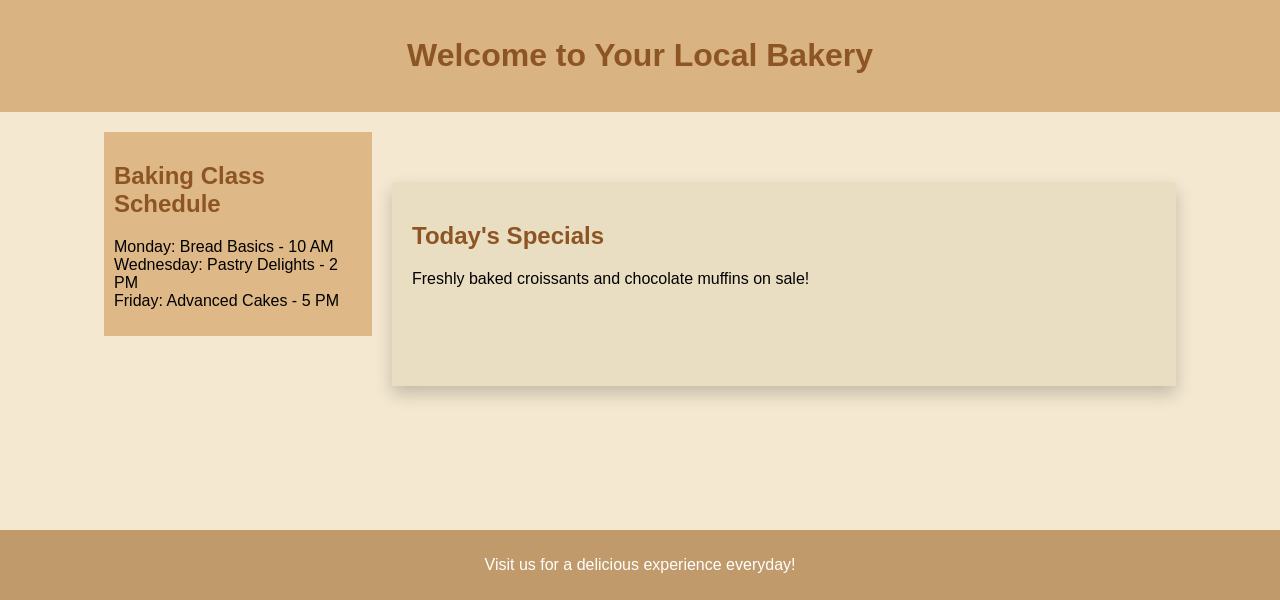 Welcome to Your Local Bakery
Baking Class
Schedule
Monday: Bread Basics - 10 AM
Wednesday: Pastry Delights - 2
PM
Friday: Advanced Cakes - 5 PM
Today's Specials
Freshly baked croissants and chocolate muffins on sale!
Visit us for a delicious experience everyday!